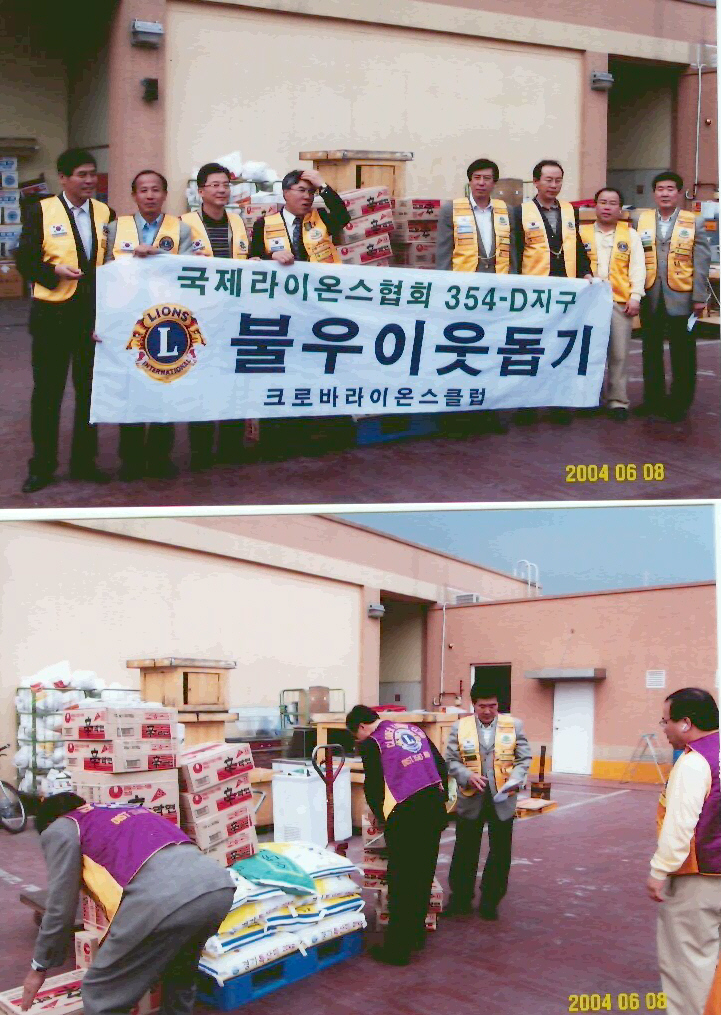 국제라이온스협회 354-D지구
LIONS
L
INTERNATIONAL
불우이웃돕기
크로바라이온스클럽
2004 06 08
LIONS
2004 06 08